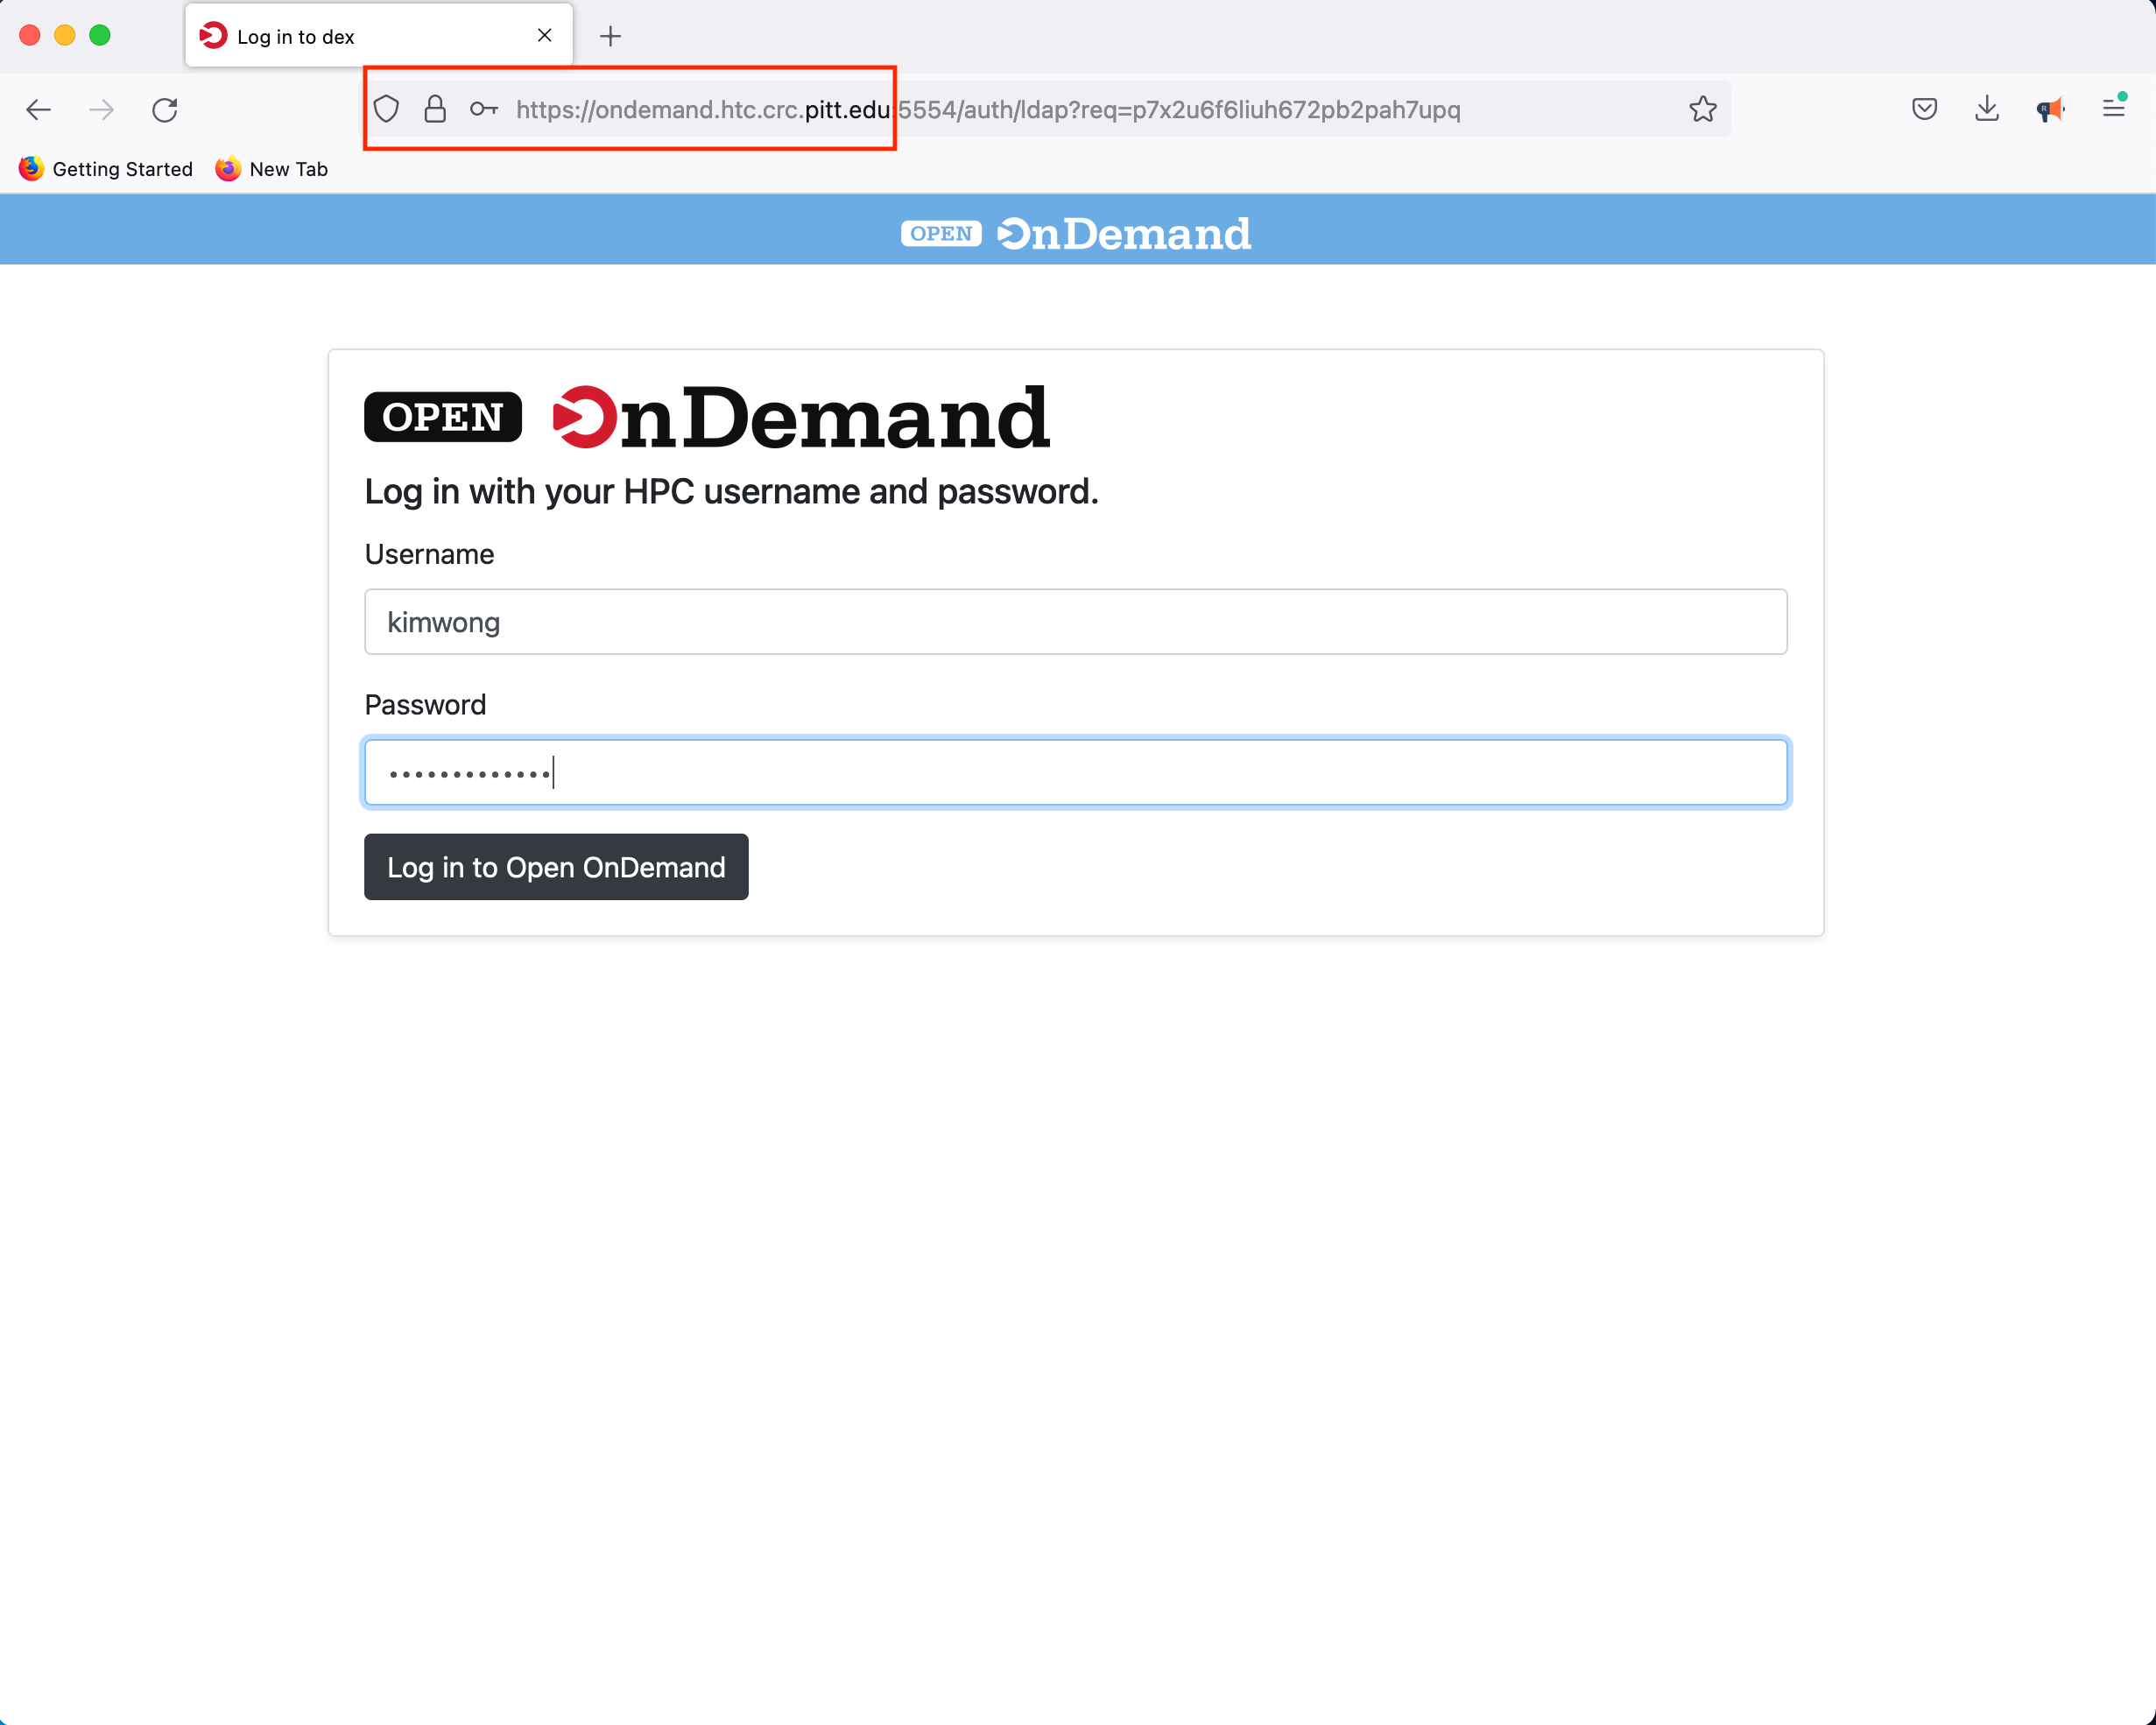 Log in to dex
https://ondemand.htc.crc.pitt.edu:5554/auth/ldap?req=p7x2u6f6liuh672pb2pah7upq
Getting Started New Tab
OPEN OnDemand
OPEN OnDemand
Log in with your HPC username and password.
Username
kimwong
Password
•••••••••••••
Log in to Open OnDemand